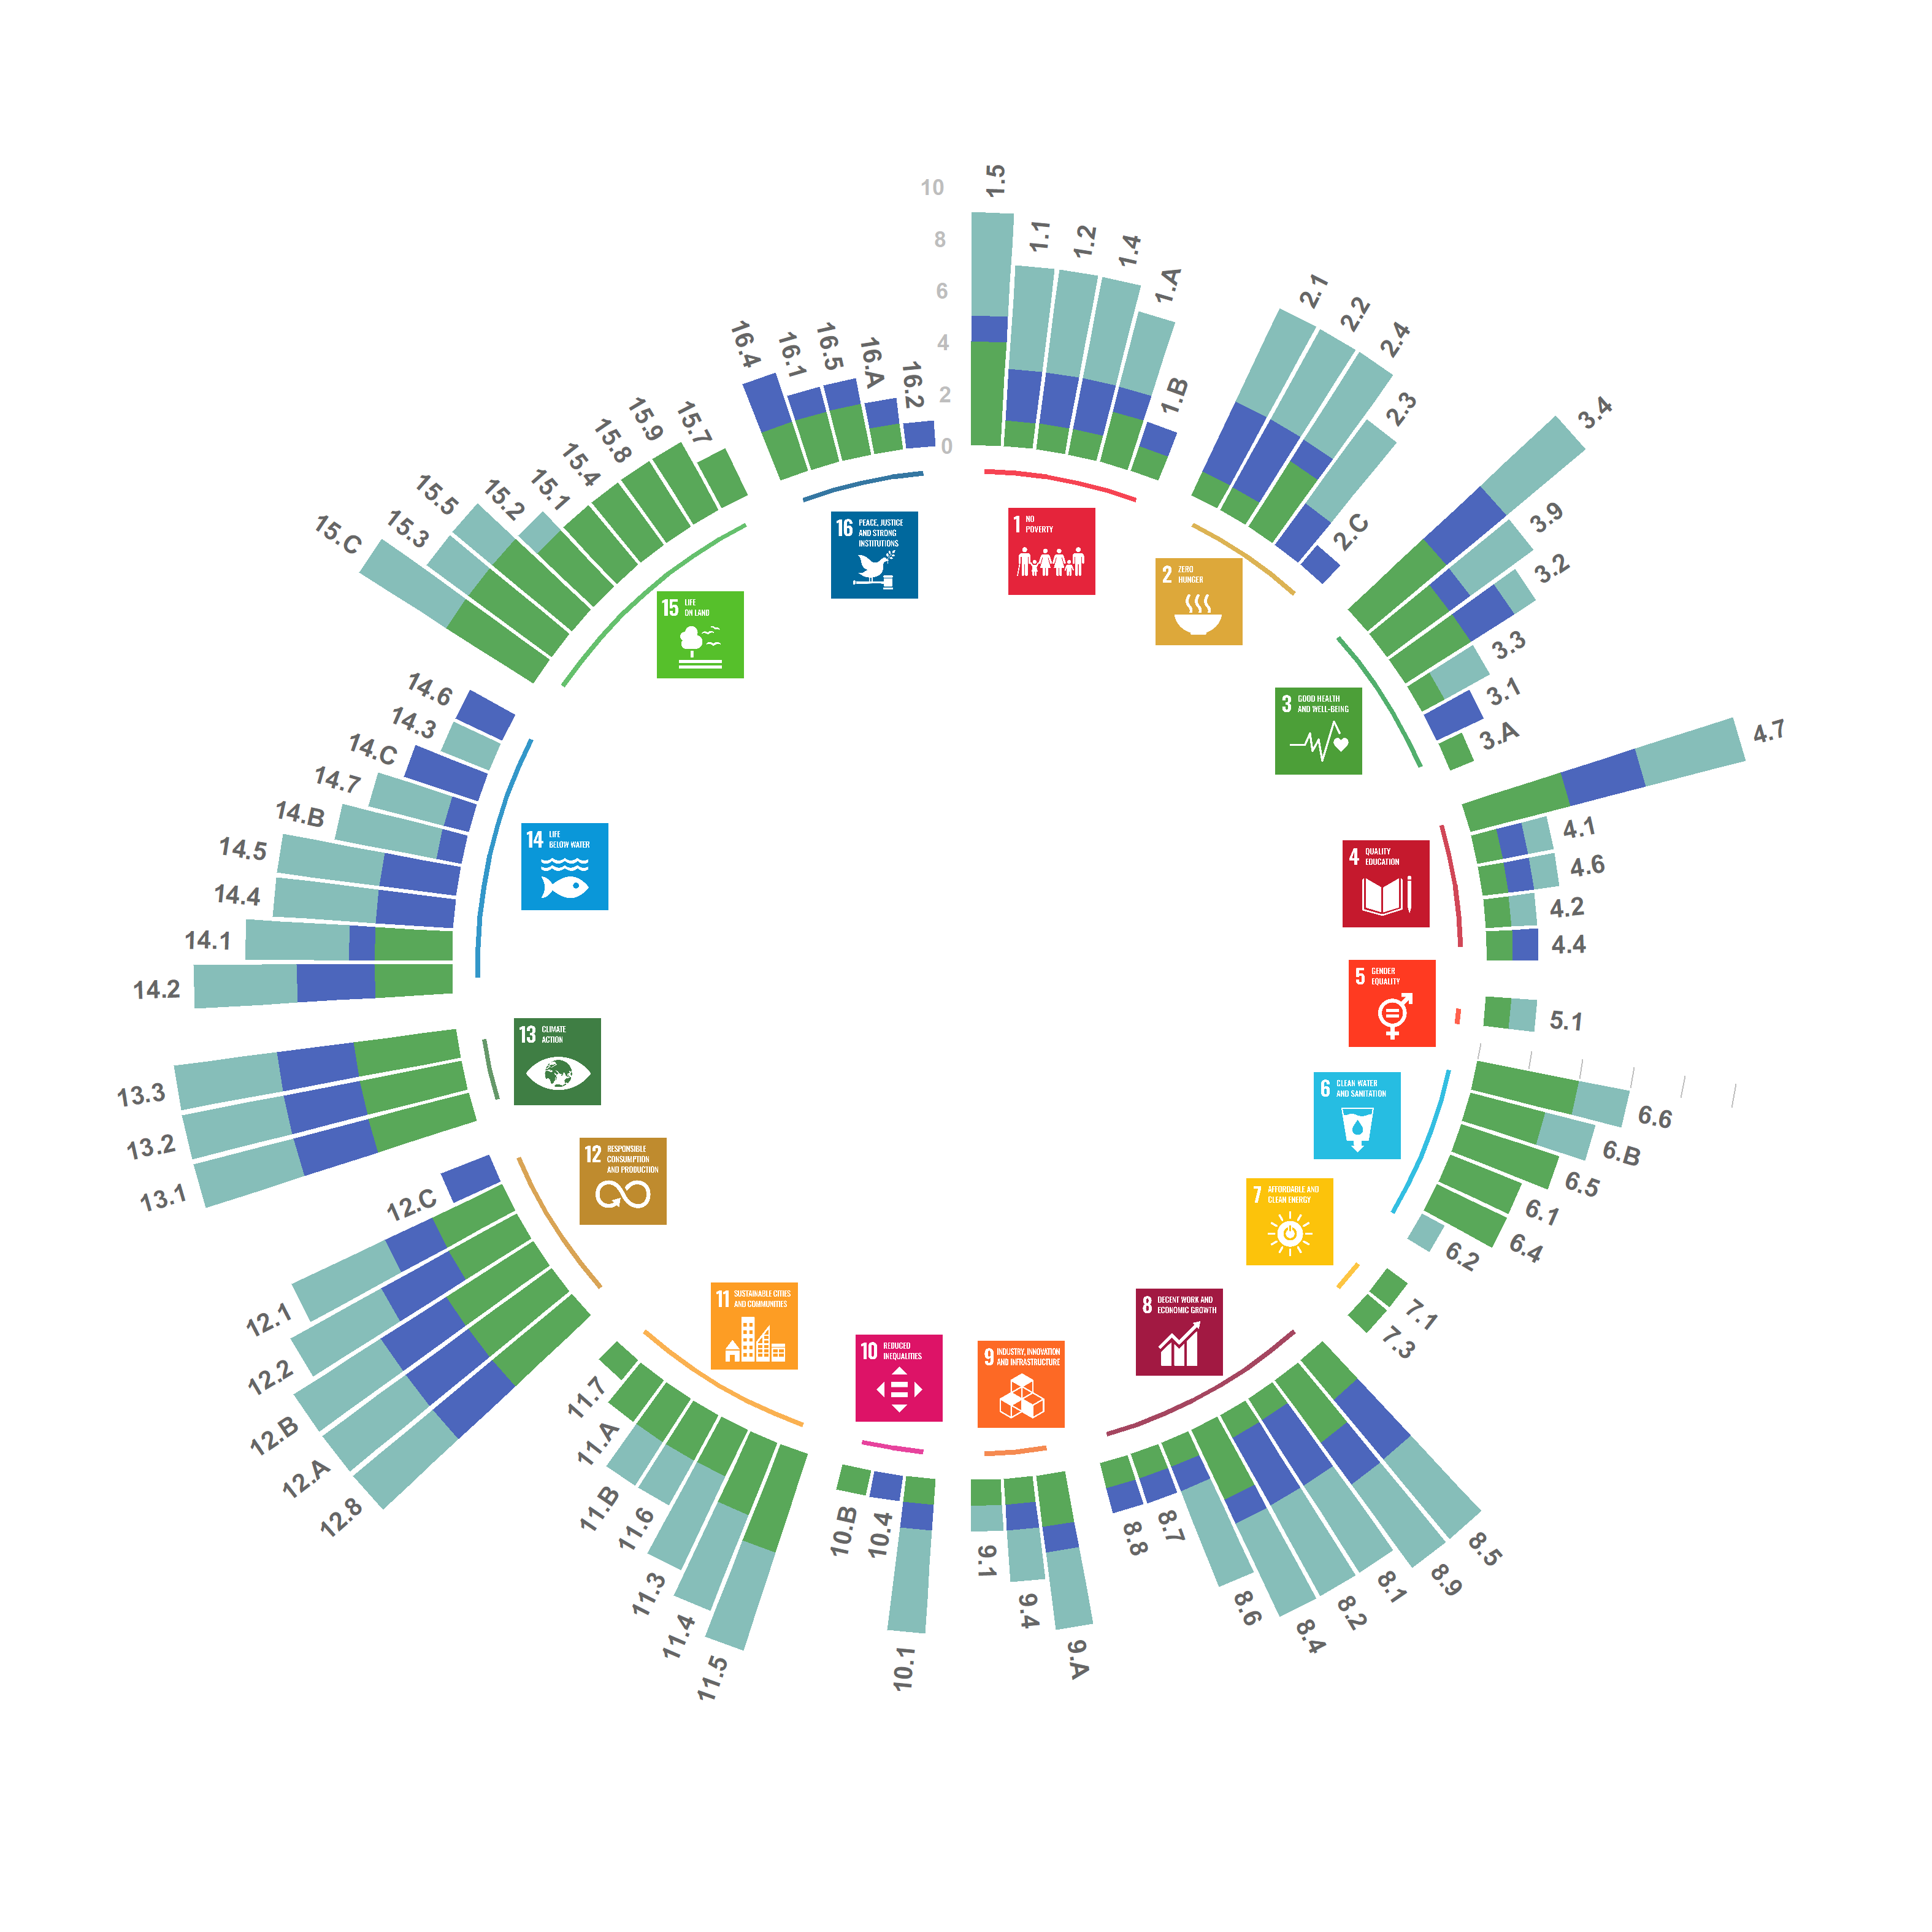 10
8
6
4
2
0
1.5
1.1
1.2
1.4
1.A
1.B
2.1
2.2
2.4
2.3
2.C
3.4
3.9
3.2
3.3
3.1
3.A
4.7
4.1
4.6
4.2
4.4
5.1
6.6
6.B
6.5
6.1
6.4
6.2
7.1
7.3
8.5
8.9
8.1
8.2
8.4
8.6
8.7
8.8
9.A
9.4
9.1
10.1
10.4
10.B
11.5
11.4
11.3
11.6
11.B
11.A
11.7
12.8
12.A
12.B
12.2
12.1
12.C
13.1
13.2
13.3
14.2
14.1
14.4
14.5
14.B
14.7
14.C
14.3
14.6
15.C
15.3
15.5
15.2
15.1
15.4
15.8
15.9
15.7
16.4
16.1
16.5
16.A
16.2
1 NO
POVERTY
2 ZERO
HUNGER
3 GOOD HEALTH
AND WELL-BEING
4 QUALITY
EDUCATION
5 GENDER
EQUALITY
6 CLEAN WATER
AND SANITATION
7 AFFORDABLE AND
CLEAN ENERGY
8 DECENT WORK AND
ECONOMIC GROWTH
9 INDUSTRY, INNOVATION
AND INFRASTRUCTURE
10 REDUCED
INEQUALITIES
11 SUSTAINABLE CITIES
AND COMMUNITIES
12 RESPONSIBLE
CONSUMPTION
AND PRODUCTION
13 CLIMATE
ACTION
14 LIFE
BELOW WATER
15 LIFE
ON LAND
16 PEACE, JUSTICE
AND STRONG
INSTITUTIONS